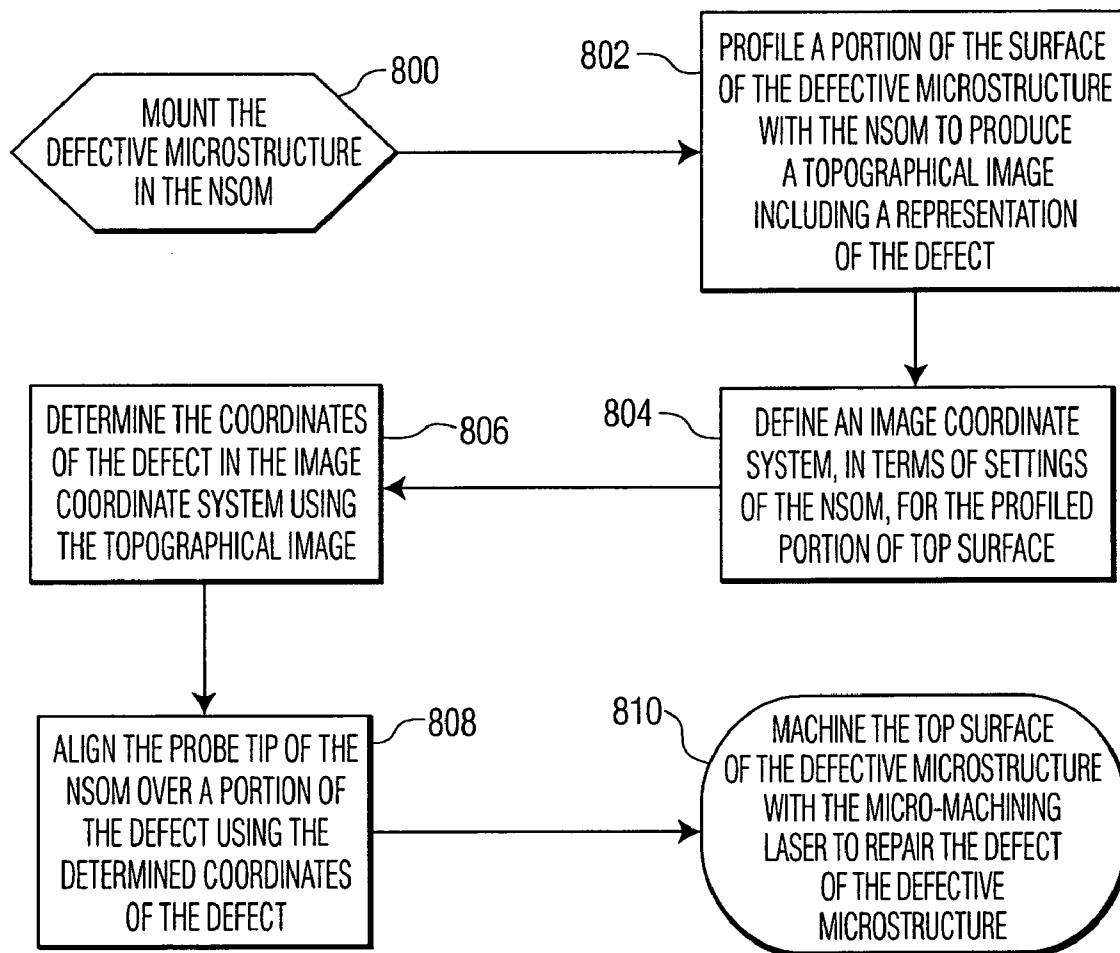 800
MOUNT THE
DEFECTIVE MICROSTRUCTURE
IN THE NSOM
802
PROFILE A PORTION OF THE SURFACE
OF THE DEFECTIVE MICROSTRUCTURE
WITH THE NSOM TO PRODUCE
A TOPOGRAPHICAL IMAGE
INCLUDING A REPRESENTATION
OF THE DEFECT
804
DEFINE AN IMAGE COORDINATE
SYSTEM, IN TERMS OF SETTINGS
OF THE NSOM, FOR THE PROFILED
PORTION OF TOP SURFACE
806
DETERMINE THE COORDINATES
OF THE DEFECT IN THE IMAGE
COORDINATE SYSTEM USING
THE TOPOGRAPHICAL IMAGE
808
ALIGN THE PROBE TIP OF THE
NSOM OVER A PORTION OF
THE DEFECT USING THE
DETERMINED COORDINATES
OF THE DEFECT
810
MACHINE THE TOP SURFACE
OF THE DEFECTIVE MICROSTRUCTURE
WITH THE MICRO-MACHINING
LASER TO REPAIR THE DEFECT
OF THE DEFECTIVE
MICROSTRUCTURE